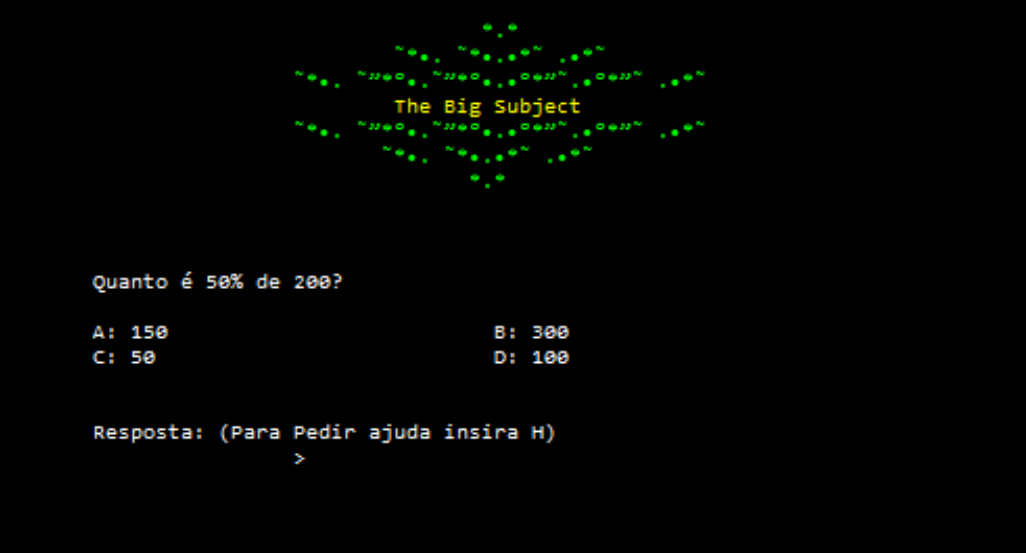 The Big Subject
Quanto é 50% de 200?
A: 150 B: 300
C: 50 D: 100
Resposta: (Para Pedir ajuda insira H)
>